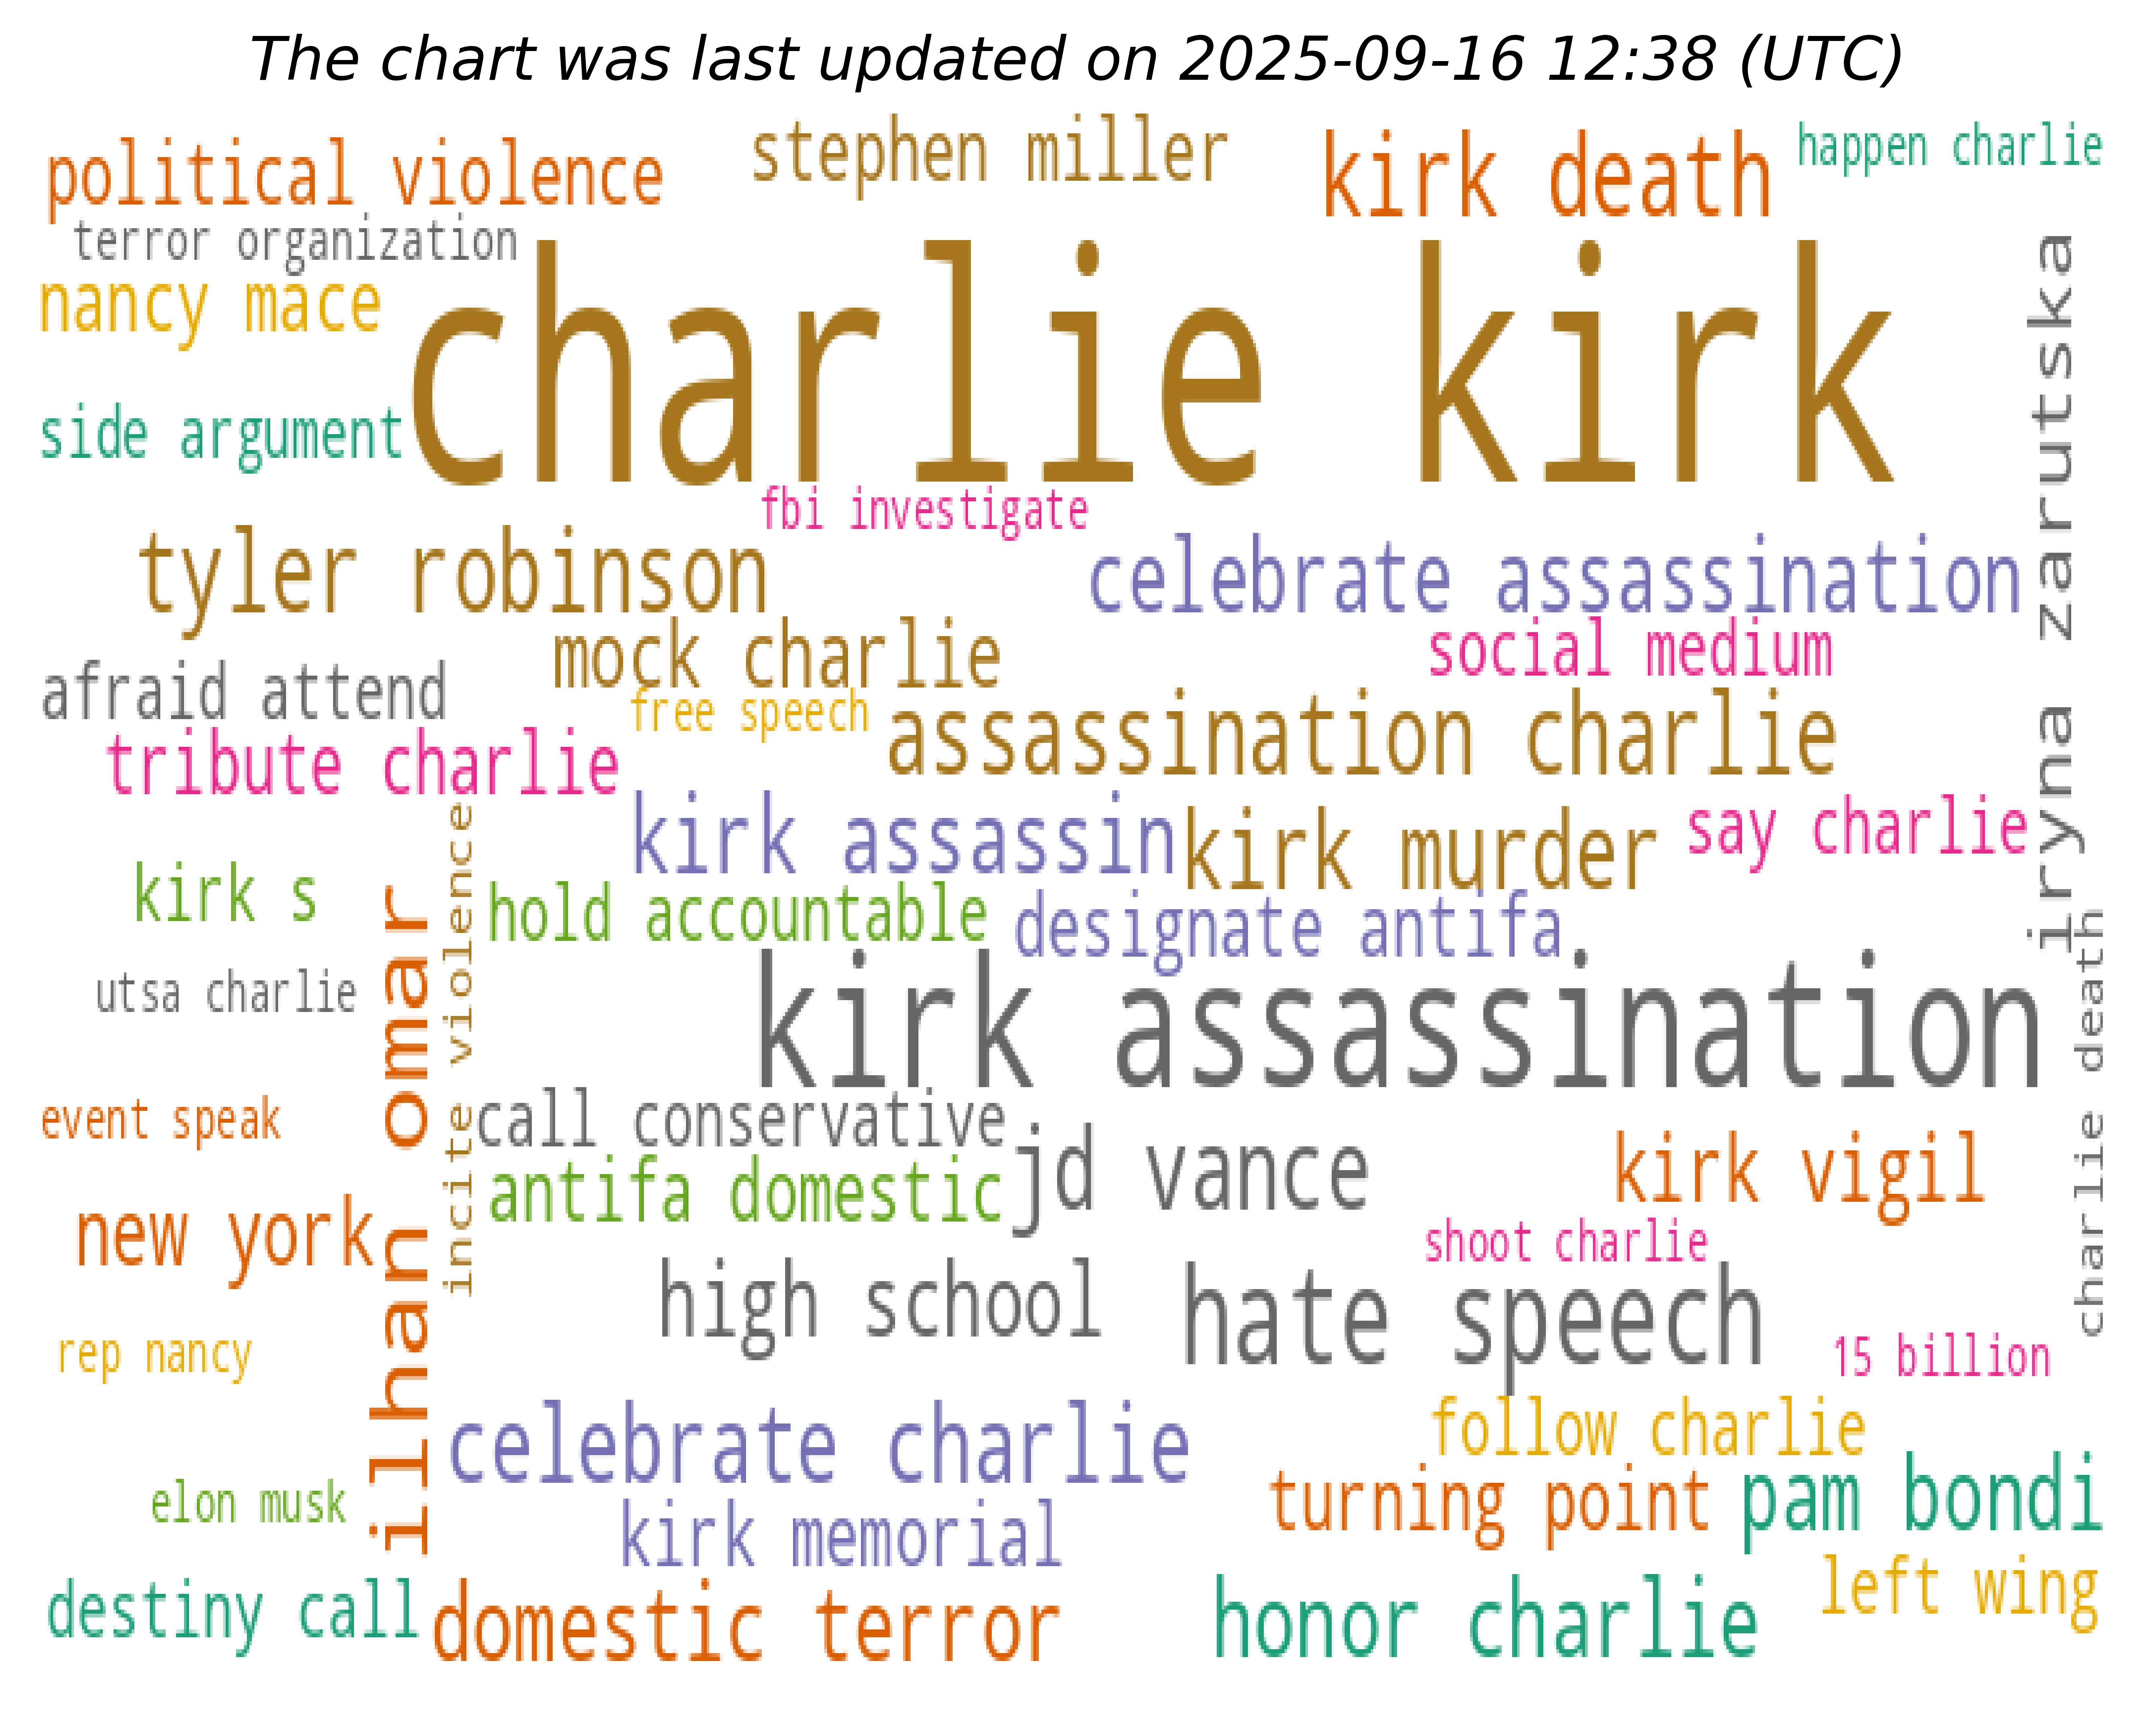 The chart was last updated on 2025-09-16 12:38 (UTC)
political violence
stephen miller
kirk death
happen charlie
terror organization
nancy mace
charlie kirk
iryna zarutska
side argument
fbi investigate
tyler robinson
celebrate assassination
mock charlie
social medium
afraid attend
free speech
assassination charlie
tribute charlie
kirk assassin
kirk murder
say charlie
incite violence
kirk s
hold accountable
designate antifa
ilhan omar
utsa charlie
kirk assassination
charlie death
event speak
call conservative
jd vance
kirk vigil
antifa domestic
new york
shoot charlie
high school
hate speech
rep nancy
15 billion
celebrate charlie
follow charlie
elon musk
turning point
pam bondi
kirk memorial
destiny call
domestic terror
honor charlie
left wing